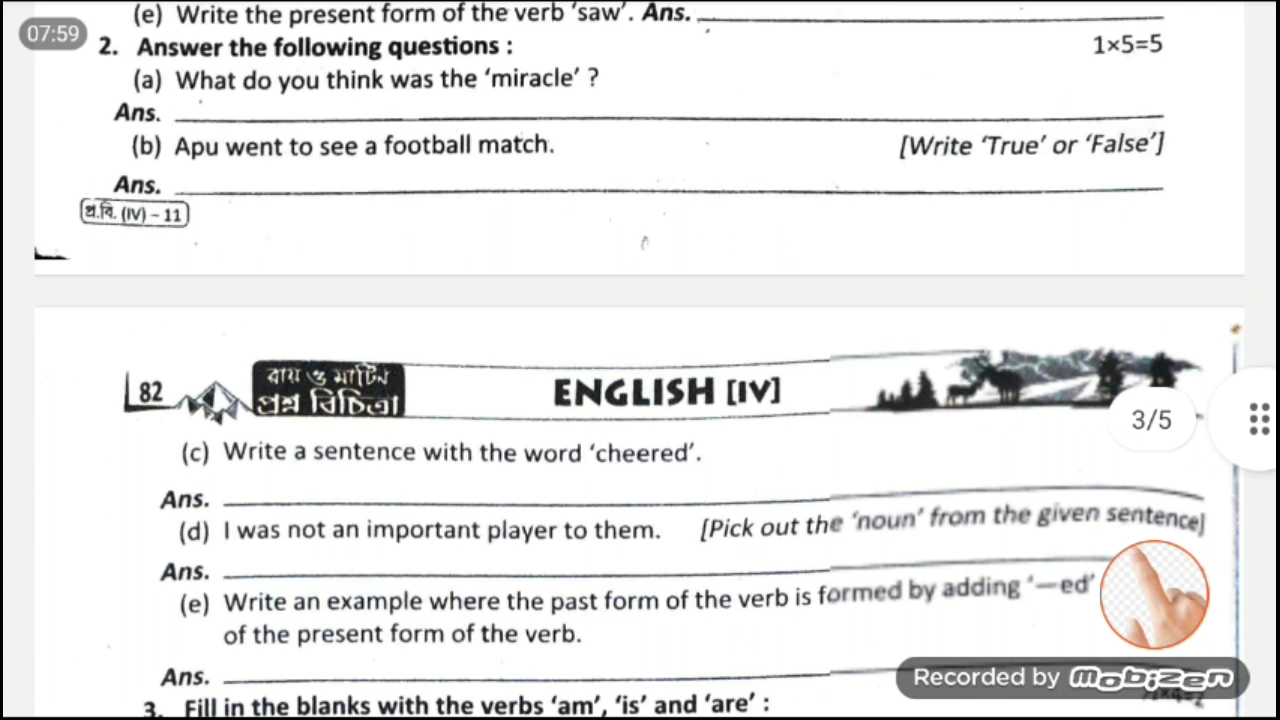 (e) Write the present form of the verb ‘saw’. Ans.
07:59
2. Answer the following questions : 1×5=5
(a) What do you think was the ‘miracle’ ?
Ans.
(b) Apu went to see a football match. [Write ‘True’ or ‘False’]
Ans.
প্র.বি. (IV) – 11
82
রায় ও মার্টিন
প্রশ্ন বিচিত্রা
ENGLISH [IV]
3/5
(c) Write a sentence with the word ‘cheered’.
Ans.
(d) I was not an important player to them. [Pick out the ‘noun’ from the given sentence]
Ans.
(e) Write an example where the past form of the verb is formed by adding ‘—ed’
of the present form of the verb.
Ans.
Recorded by mobizen
3. Fill in the blanks with the verbs ‘am’, ‘is’ and ‘are’ :